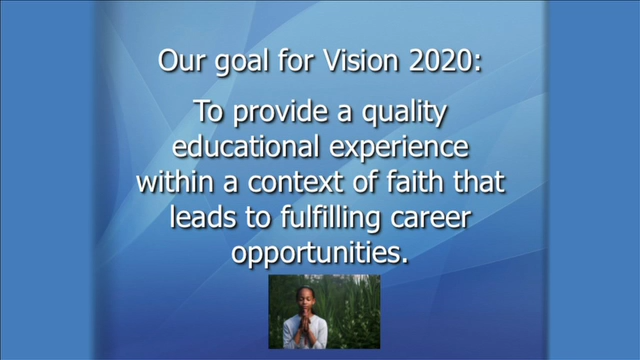 Our goal for Vision 2020:
To provide a quality
educational experience
within a context of faith that
leads to fulfilling career
opportunities.